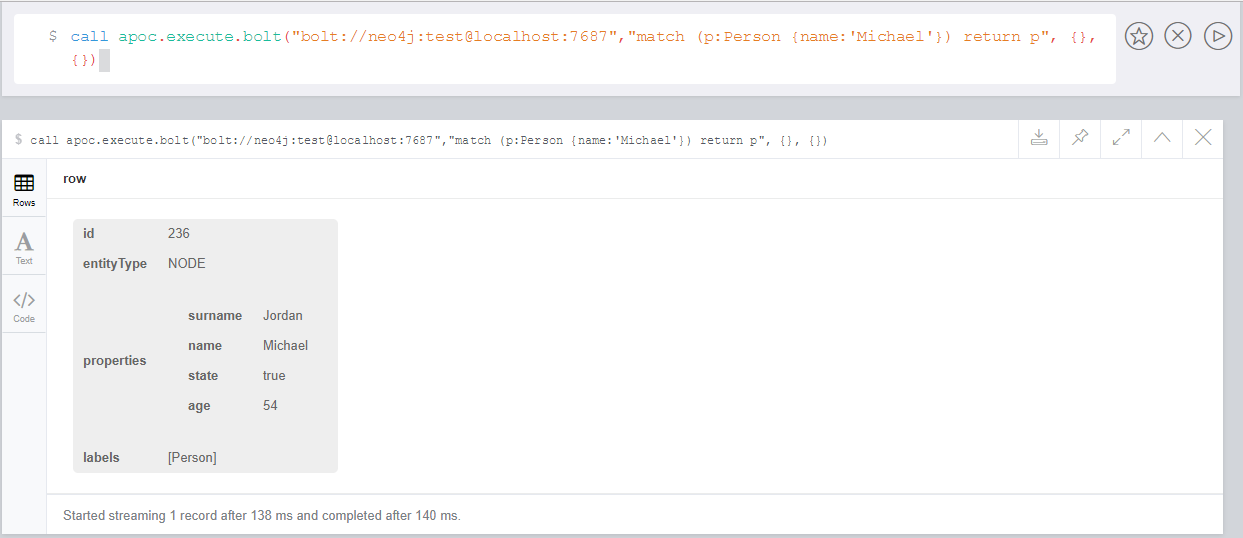 $ call apoc.execute.bolt("bolt://neo4j:test@localhost:7687","match (p:Person {name:'Michael'}) return p", {},
{})
$ call apoc.execute.bolt("bolt://neo4j:test@localhost:7687","match (p:Person {name:'Michael'}) return p", {}, {})
Rows
A
Text
</>
Code
row
id 236
entityType NODE
properties
surname Jordan
name Michael
state true
age 54
labels [Person]
Started streaming 1 record after 138 ms and completed after 140 ms.